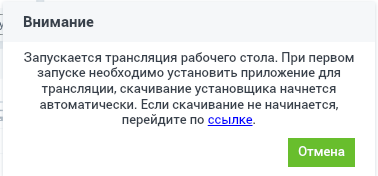 Внимание
Запускается трансляция рабочего стола. При первом
запуске необходимо установить приложение для
трансляции, скачивание установщика начнется
автоматически. Если скачивание не начинается,
перейдите по ссылке.
Отмена